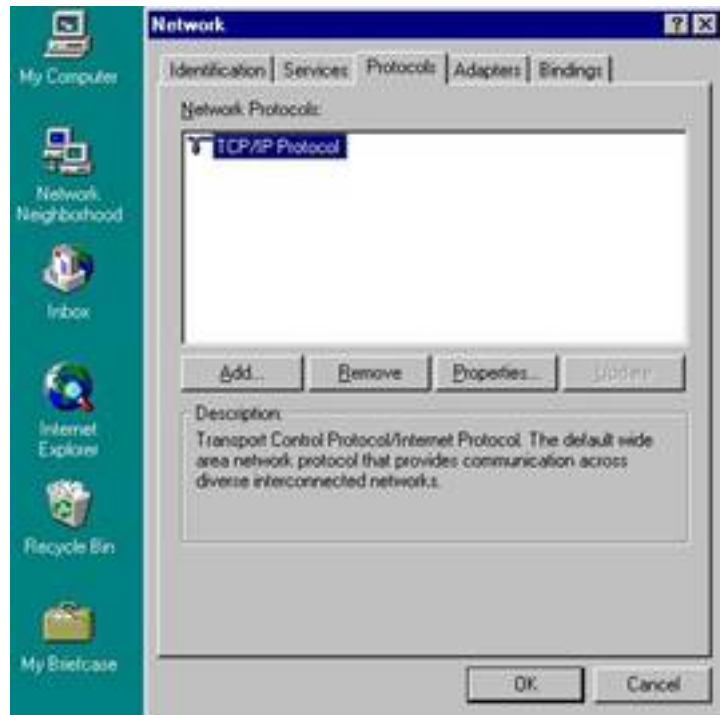 My Computer
Network
Neighborhood
Inbox
Internet
Explorer
Recycle Bin
My Briefcase
Network
Identification Services Protocols Adapters Bindings
Network Protocols:
TCP/IP Protocol
Add... Remove Properties... Update
Description:
Transport Control Protocol/Internet Protocol. The default wide
area network protocol that provides communication across
diverse interconnected networks.
OK Cancel